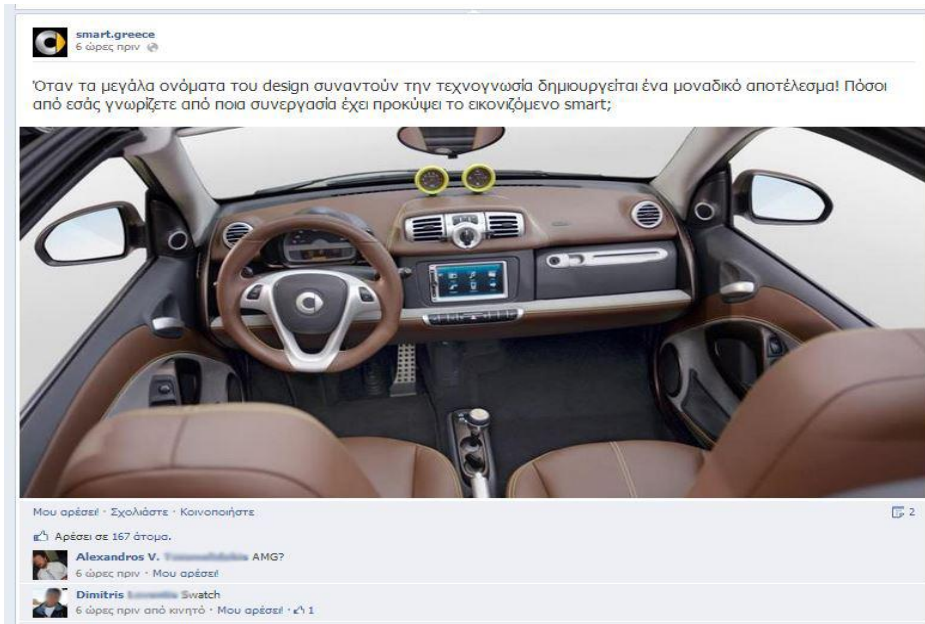 smart.greece
6 ώρες πριν
Όταν τα μεγάλα ονόματα του design συναντούν την τεχνογνωσία δημιουργείται ένα μοναδικό αποτέλεσμα! Πόσοι
από εσάς γνωρίζετε από ποια συνεργασία έχει προκύψει το εικονιζόμενο smart;
Μου αρέσει! · Σχολιάστε · Κοινοποιήστε
2
Αρέσει σε 167 άτομα.
Alexandros V. AMG?
6 ώρες πριν · Μου αρέσει!
Dimitris Swatch
6 ώρες πριν από κινητό · Μου αρέσει! · 1